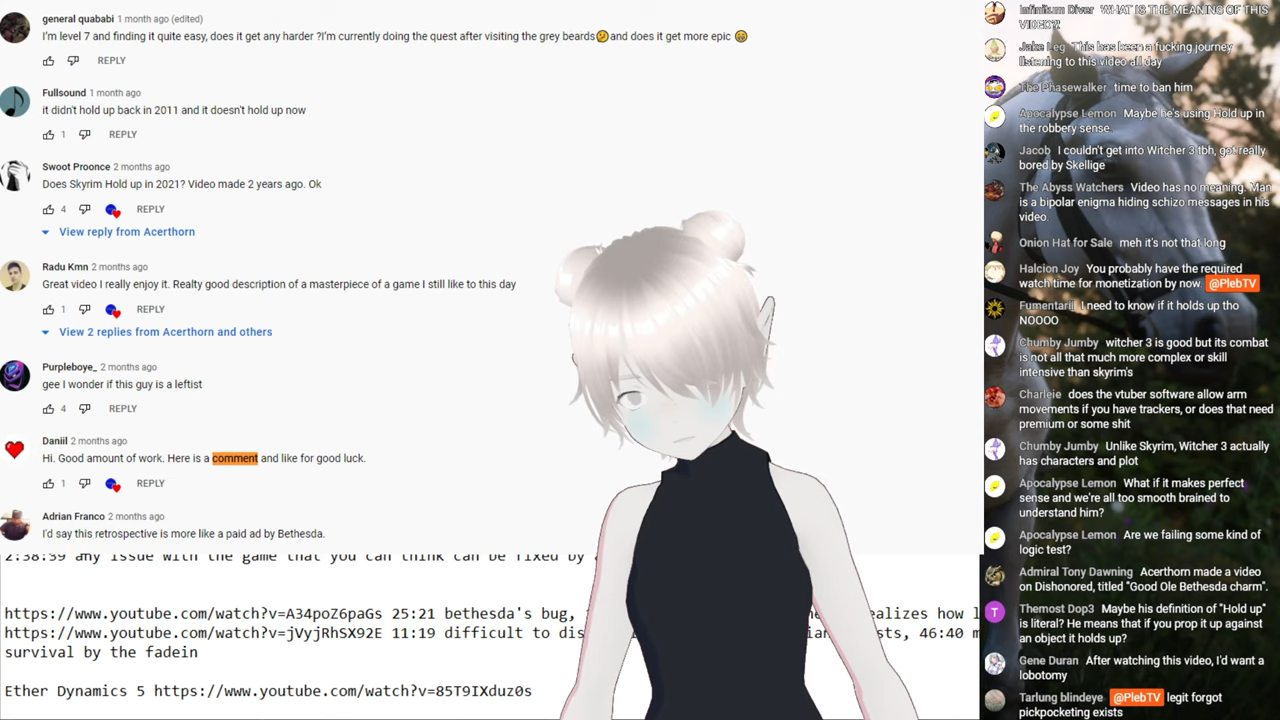 general quababi 1 month ago (edited)
I'm level 7 and finding it quite easy, does it get any harder ?I'm currently doing the quest after visiting the grey beards🤣and does it get more epic 😁
REPLY
Fullsound 1 month ago
it didn't hold up back in 2011 and it doesn't hold up now
1 REPLY
Swoot Proonce 2 months ago
Does Skyrim Hold up in 2021? Video made 2 years ago. Ok
4 REPLY
View reply from Acerthorn
Radu Kmn 2 months ago
Great video I really enjoy it. Realty good description of a masterpiece of a game I still like to this day
1 REPLY
View 2 replies from Acerthorn and others
Purpleboye_ 2 months ago
gee I wonder if this guy is a leftist
4 REPLY
Daniil 2 months ago
Hi. Good amount of work. Here is a comment and like for good luck.
1 REPLY
Adrian Franco 2 months ago
I'd say this retrospective is more like a paid ad by Bethesda.
2:38:39 any issue with the game that you can think can be fixed by
https://www.youtube.com/watch?v=A34poZ6paGs 25:21 bethesda's bug, realizes how
https://www.youtube.com/watch?v=jVyjRhSX92E 11:19 difficult to dis 46:40
survival by the fadein
Ether Dynamics 5 https://www.youtube.com/watch?v=85T9IXduz0s
Infinitum Diver WHAT IS THE MEANING OF THIS
VIDEO?!
Jake Leg This has been a fucking journey
listening to this video all day
The Phasewalker time to ban him
Apocalypse Lemon Maybe he's using Hold up in
the robbery sense.
Jacob I couldn't get into Witcher 3 tbh, got really
bored by Skellige
The Abyss Watchers Video has no meaning. Man
is a bipolar enigma hiding schizo messages in his
video.
Onion Hat for Sale meh it's not that long
Halcion Joy You probably have the required
watch time for monetization by now. @PlebTV
Fumentarill I need to know if it holds up tho
NOOOO
Chumby Jumby witcher 3 is good but its combat
is not all that much more complex or skill
intensive than skyrim's
Charleie does the vtuber software allow arm
movements if you have trackers, or does that need
premium or some shit
Chumby Jumby Unlike Skyrim, Witcher 3 actually
has characters and plot
Apocalypse Lemon What if it makes perfect
sense and we're all too smooth brained to
understand him?
Apocalypse Lemon Are we failing some kind of
logic test?
Admiral Tony Dawning Acerthorn made a video
on Dishonored, titled "Good Ole Bethesda charm".
T Themost Dop3 Maybe his definition of "Hold up"
is literal? He means that if you prop it up against
an object it holds up?
Gene Duran After watching this video, I'd want a
lobotomy
Tarlung blindeye @PlebTV legit forgot
pickpocketing exists